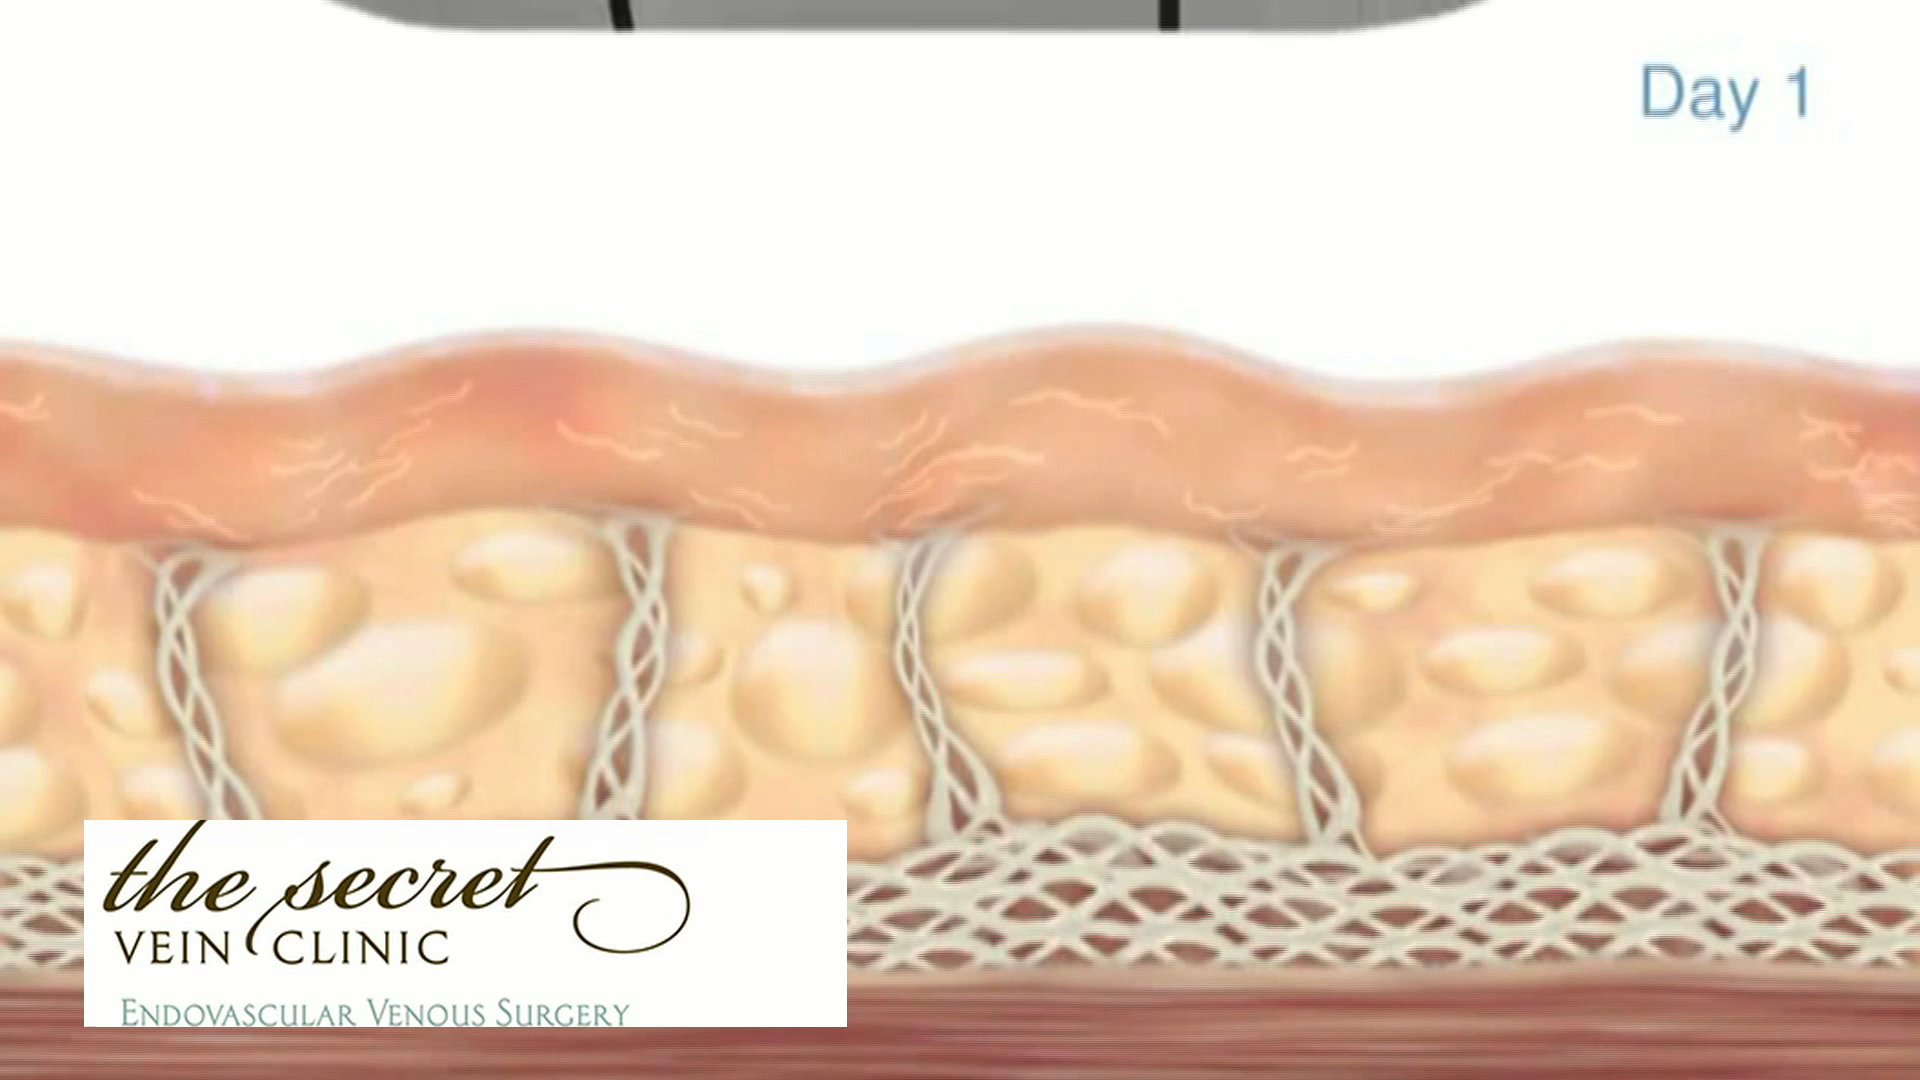 Day 1
the secret
VEIN CLINIC
ENDOVASCULAR VENOUS SURGERY